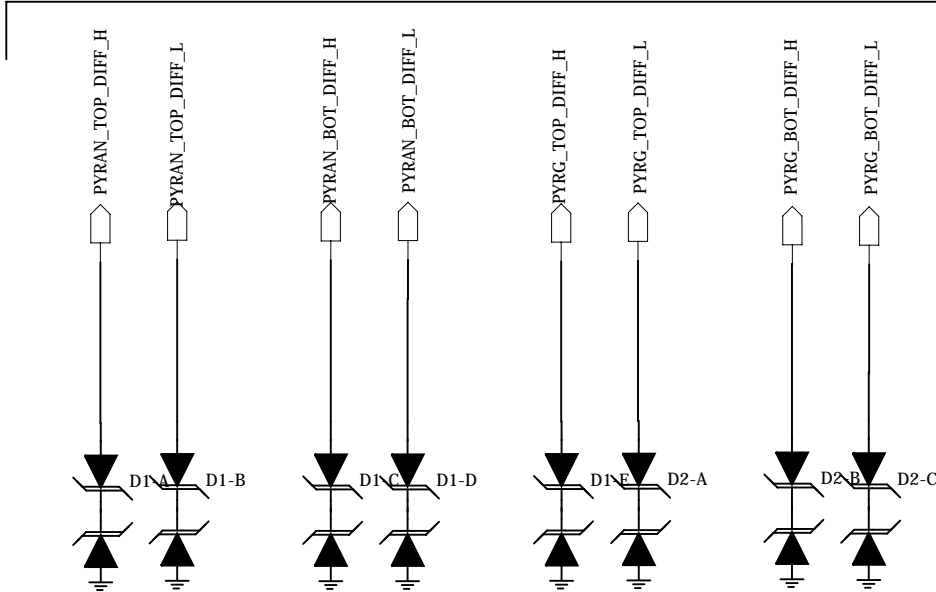 PYRAN_TOP_DIFF_H
PYRAN_TOP_DIFF_L
PYRAN_BOT_DIFF_H
PYRAN_BOT_DIFF_L
PYRG_TOP_DIFF_H
PYRG_TOP_DIFF_L
PYRG_BOT_DIFF_H
PYRG_BOT_DIFF_L
D1-A
D1-B
D1-C
D1-D
D1-E
D2-A
D2-B
D2-C